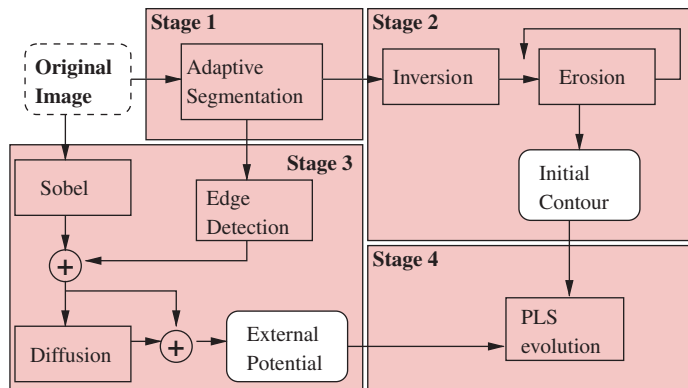 Stage 1
Stage 2
Original
Image
Adaptive
Segmentation
Inversion
Erosion
Stage 3
Sobel
Edge
Detection
Initial
Contour
+
Stage 4
Diffusion
+
External
Potential
PLS
evolution